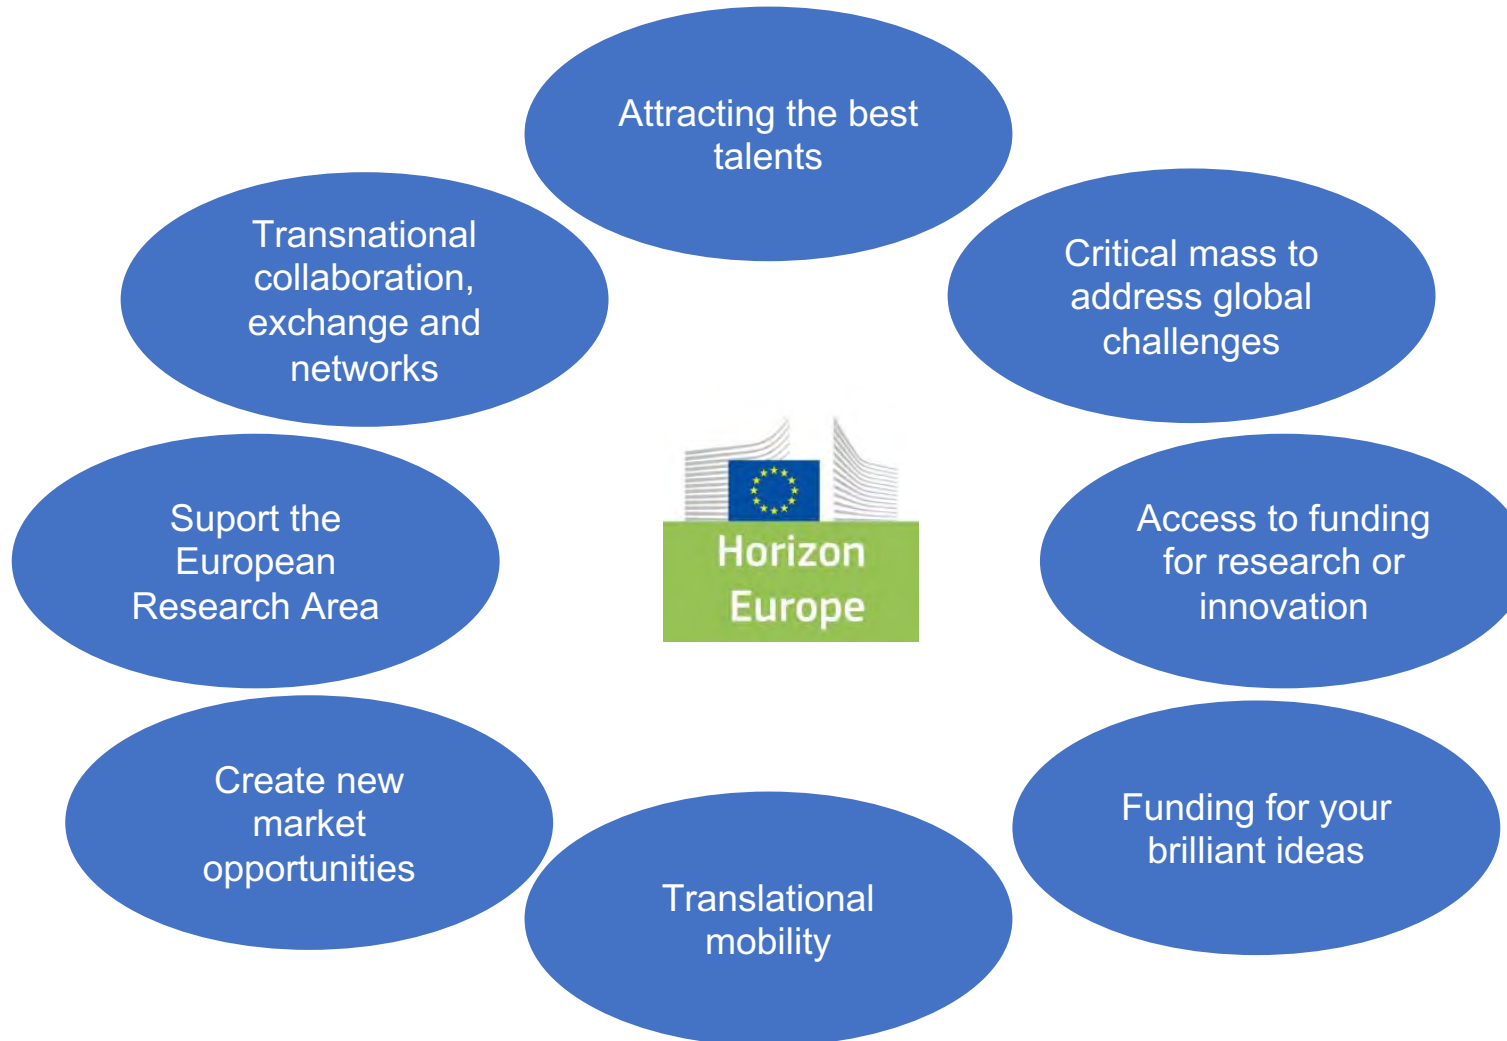 Attracting the best
talents
Transnational
collaboration,
exchange and
networks
Critical mass to
address global
challenges
Suport the
European
Research Area
Horizon
Europe
Access to funding
for research or
innovation
Create new
market
opportunities
Funding for your
brilliant ideas
Translational
mobility